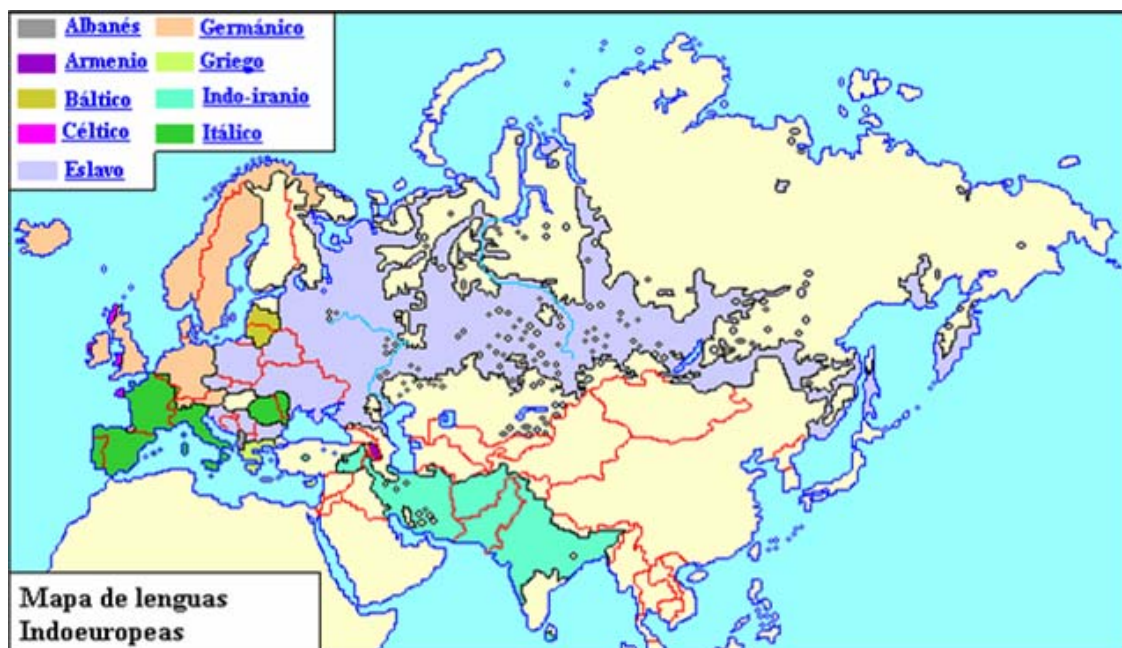 Albanés
Germánico
Armenio
Griego
Báltico
Indo-iranio
Céltico
Itálico
Eslavo
Mapa de lenguas
Indoeuropeas